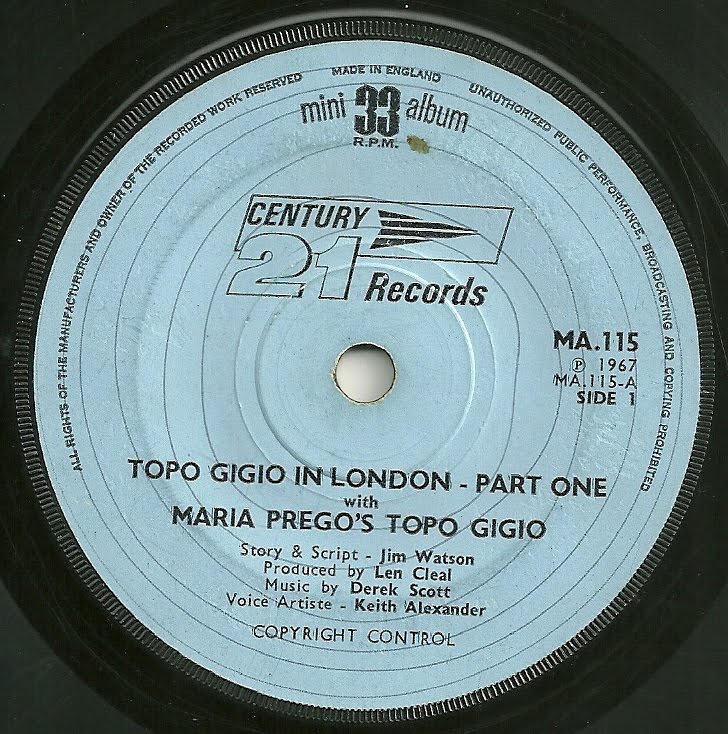 ALL RIGHTS OF THE MANUFACTURERS AND OWNER OF THE RECORDED WORK RESERVED
MADE IN ENGLAND
UNAUTHORIZED PUBLIC PERFORMANCE, BROADCASTING AND COPYING PROHIBITED
mini 33 album
R.P.M.
CENTURY
21 Records
MA.115
Ⓟ 1967
MA.115-A
SIDE 1
TOPO GIGIO IN LONDON - PART ONE
with
MARIA PREGO'S TOPO GIGIO
Story & Script - Jim Watson
Produced by Len Cleal
Music by Derek Scott
Voice Artiste - Keith Alexander
COPYRIGHT CONTROL